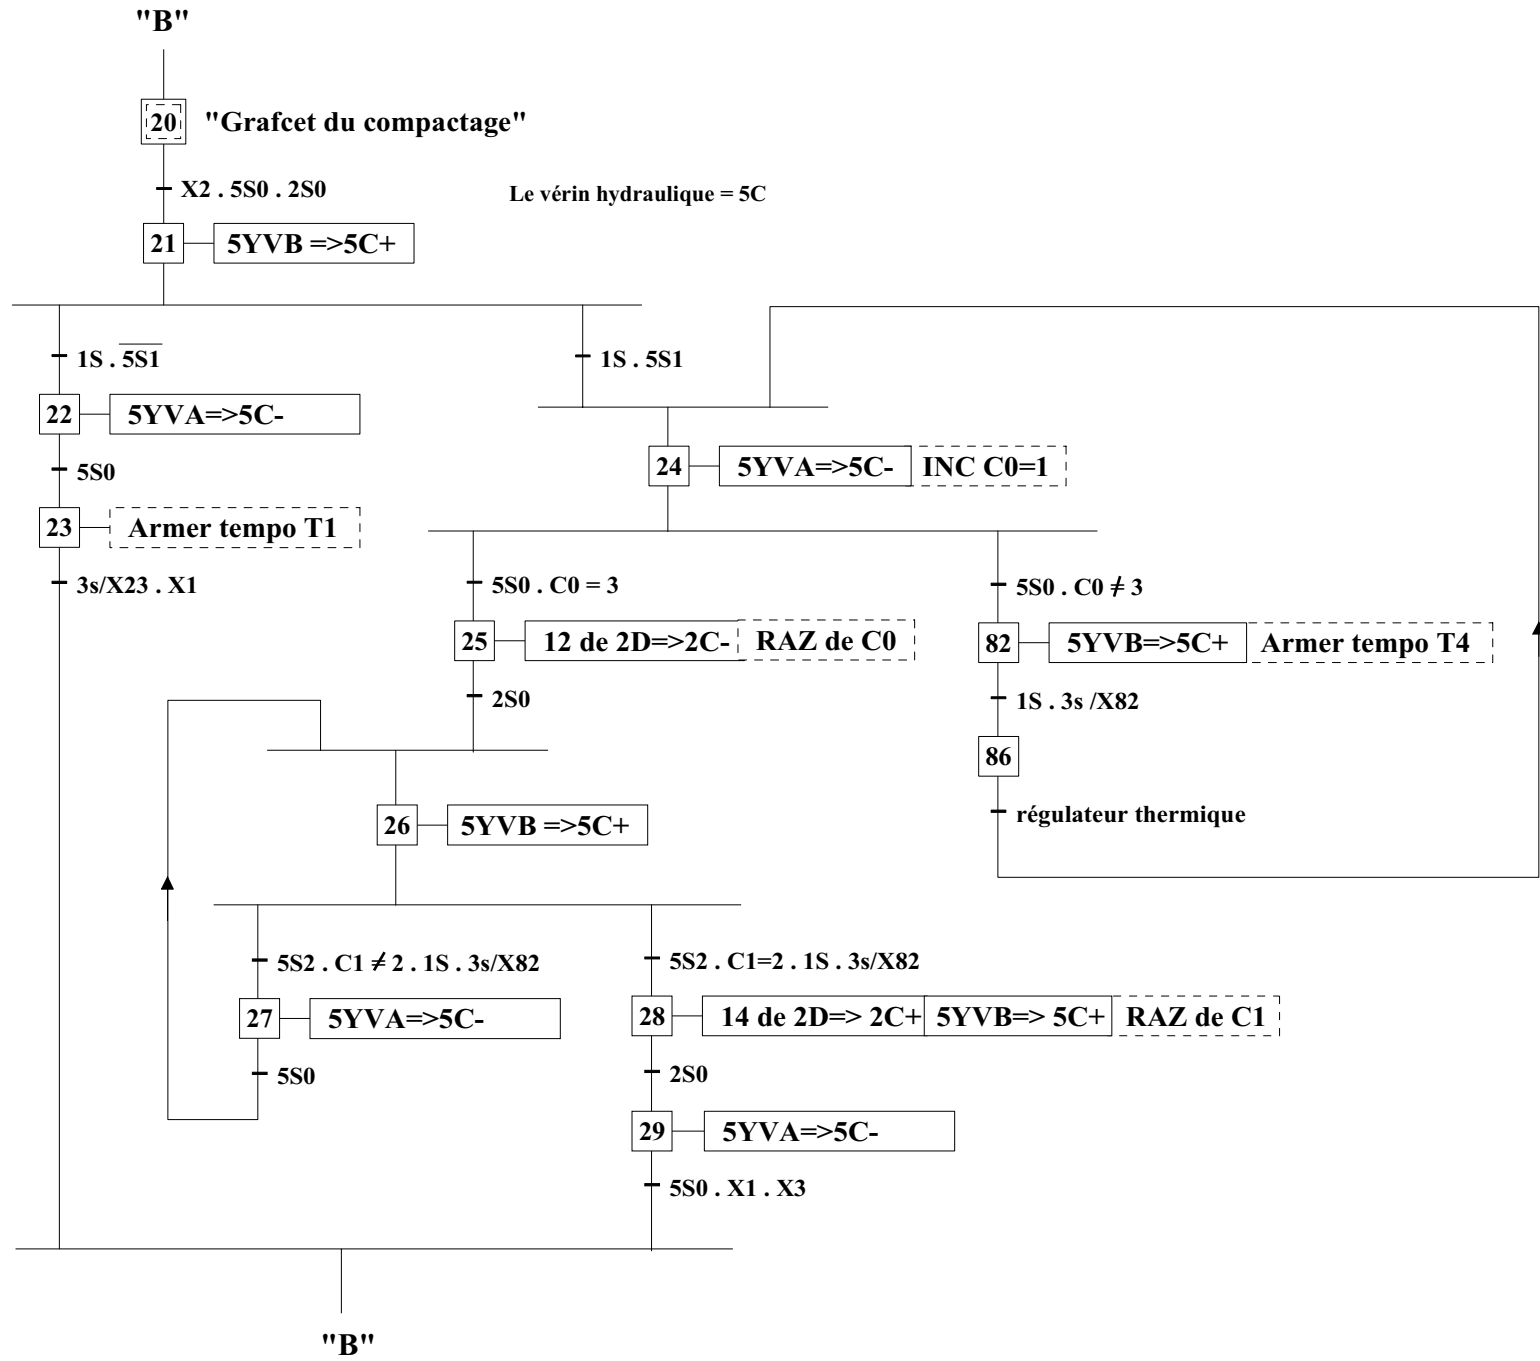 "B"
20 "Grafcet du compactage"
X2 . 5S0 . 2S0
Le vérin hydraulique = 5C
21 5YVB =>5C+
1S . 5S1̅
1S . 5S1
22 5YVA=>5C-
24 5YVA=>5C- INC C0=1
5S0
23 Armer tempo T1
3s/X23 . X1
5S0 . C0 = 3
5S0 . C0 ≠ 3
25 12 de 2D=>2C- RAZ de C0
82 5YVB=>5C+ Armer tempo T4
2S0
1S . 3s /X82
86
régulateur thermique
26 5YVB =>5C+
5S2 . C1 ≠ 2 . 1S . 3s/X82
5S2 . C1=2 . 1S . 3s/X82
27 5YVA=>5C-
28 14 de 2D=> 2C+ 5YVB=> 5C+ RAZ de C1
5S0
2S0
29 5YVA=>5C-
5S0 . X1 . X3
"B"